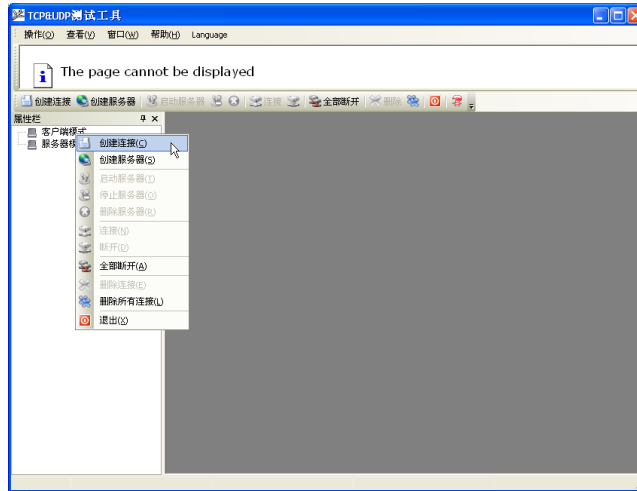 TCP&UDP测试工具
操作(O) 查看(V) 窗口(W) 帮助(H) Language
The page cannot be displayed
创建连接 创建服务器 启动服务器 连接 全部断开 删除
属性栏
客户端模式
服务器模
创建连接(C)
创建服务器(S)
启动服务器(T)
停止服务器(O)
删除服务器(R)
连接(N)
断开(D)
全部断开(A)
删除连接(E)
删除所有连接(L)
退出(X)